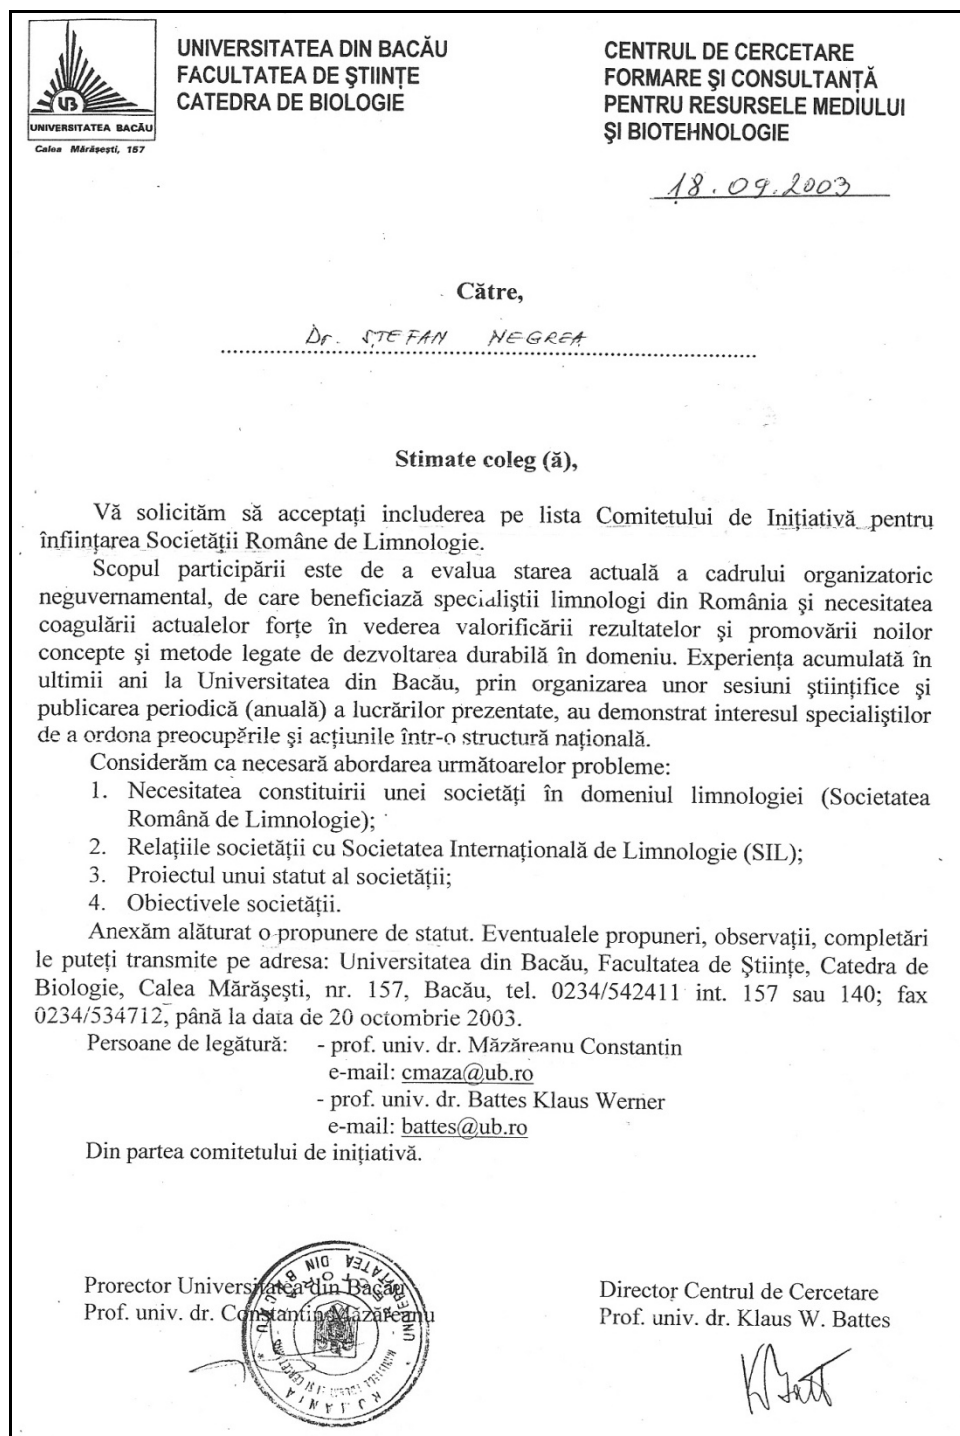 UNIVERSITATEA BACĂU
Calea Mărăşeşti, 157
UNIVERSITATEA DIN BACĂU
FACULTATEA DE ŞTIINŢE
CATEDRA DE BIOLOGIE
CENTRUL DE CERCETARE
FORMARE ŞI CONSULTANŢĂ
PENTRU RESURSELE MEDIULUI
ŞI BIOTEHNOLOGIE
18.09.2003
Către,
Dr. ŞTEFAN NEGREA
Stimate coleg (ă),
Vă solicităm să acceptaţi includerea pe lista Comitetului de Iniţiativă pentru
înfiinţarea Societăţii Române de Limnologie.
Scopul participării este de a evalua starea actuală a cadrului organizatoric
neguvernamental, de care beneficiază specialiştii limnologi din România şi necesitatea
coagulării actualelor forţe în vederea valorificării rezultatelor şi promovării noilor
concepte şi metode legate de dezvoltarea durabilă în domeniu. Experienţa acumulată în
ultimii ani la Universitatea din Bacău, prin organizarea unor sesiuni ştiinţifice şi
publicarea periodică (anuală) a lucrărilor prezentate, au demonstrat interesul specialiştilor
de a ordona preocupările şi acţiunile într-o structură naţională.
Considerăm ca necesară abordarea următoarelor probleme:
1. Necesitatea constituirii unei societăţi în domeniul limnologiei (Societatea
Română de Limnologie);
2. Relaţiile societăţii cu Societatea Internaţională de Limnologie (SIL);
3. Proiectul unui statut al societăţii;
4. Obiectivele societăţii.
Anexăm alăturat o propunere de statut. Eventualele propuneri, observaţii, completări
le puteţi transmite pe adresa: Universitatea din Bacău, Facultatea de Ştiinţe, Catedra de
Biologie, Calea Mărăşeşti, nr. 157, Bacău, tel. 0234/542411 int. 157 sau 140; fax
0234/534712, până la data de 20 octombrie 2003.
Persoane de legătură: - prof. univ. dr. Măzăreanu Constantin
e-mail: cmaza@ub.ro
- prof. univ. dr. Battes Klaus Werner
e-mail: battes@ub.ro
Din partea comitetului de iniţiativă.
Prorector Universitatea din Bacău
Prof. univ. dr. Constantin Măzăreanu
Director Centrul de Cercetare
Prof. univ. dr. Klaus W. Battes
UNIVERSITATEA DIN BACĂU